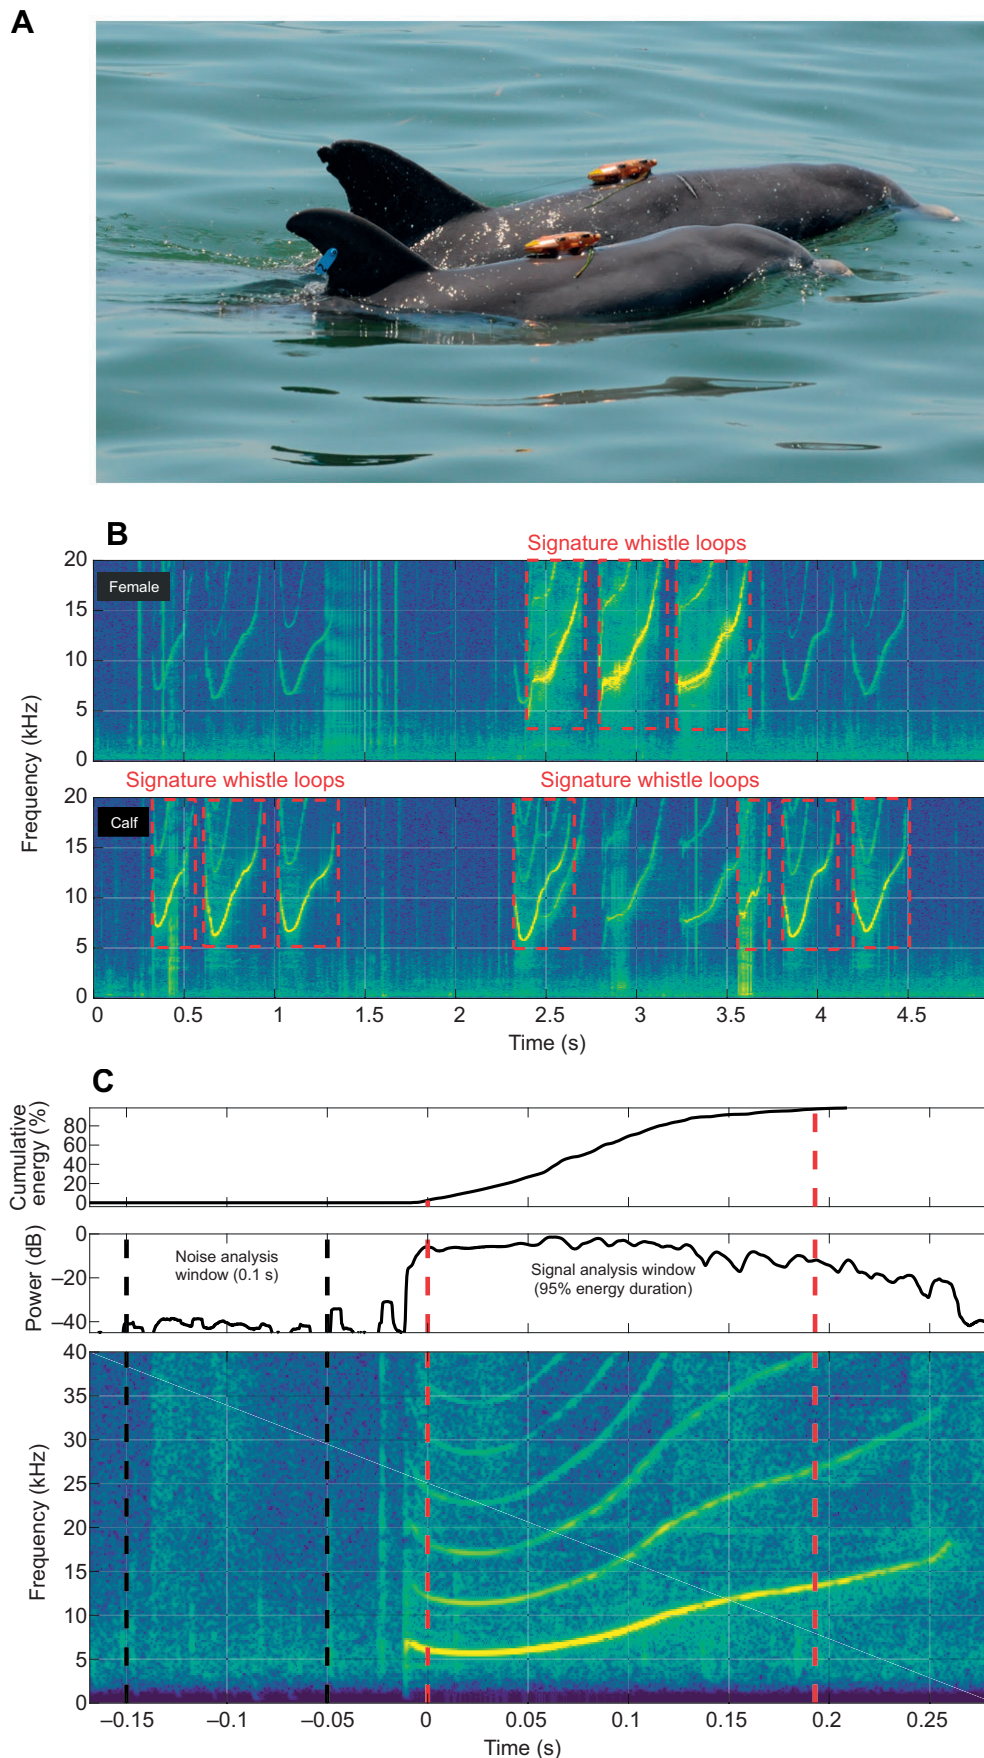 A
B
Signature whistle loops
Female
20
15
10
5
0
Signature whistle loops
Signature whistle loops
Calf
20
15
10
5
0
Frequency (kHz)
0
0.5
1
1.5
2
2.5
3
3.5
4
4.5
Time (s)
C
Cumulative
energy (%)
80
60
40
20
0
Power (dB)
0
–20
–40
Noise analysis
window (0.1 s)
Signal analysis window
(95% energy duration)
Frequency (kHz)
40
35
30
25
20
15
10
5
0
–0.15
–0.1
–0.05
0
0.05
0.1
0.15
0.2
0.25
Time (s)